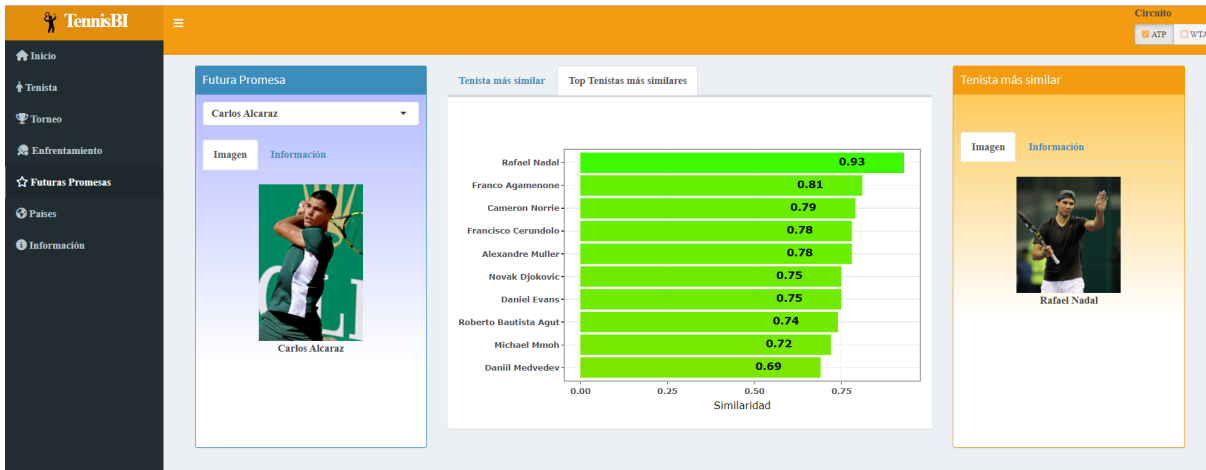 TennisBI
Circuito
ATP
WTA
Inicio
Tenista
Torneo
Enfrentamiento
Futuras Promesas
Paises
Información
Futura Promesa
Carlos Alcaraz
Imagen
Información
Carlos Alcaraz
Tenista más similar
Top Tenistas más similares
Rafael Nadal
0.93
Franco Agamenone
0.81
Cameron Norrie
0.79
Francisco Cerundolo
0.78
Alexandre Muller
0.78
Novak Djokovic
0.75
Daniel Evans
0.75
Roberto Bautista Agut
0.74
Michael Mmoh
0.72
Daniil Medvedev
0.69
0.00 0.25 0.50 0.75
Similaridad
Tenista más similar
Imagen
Información
Rafael Nadal